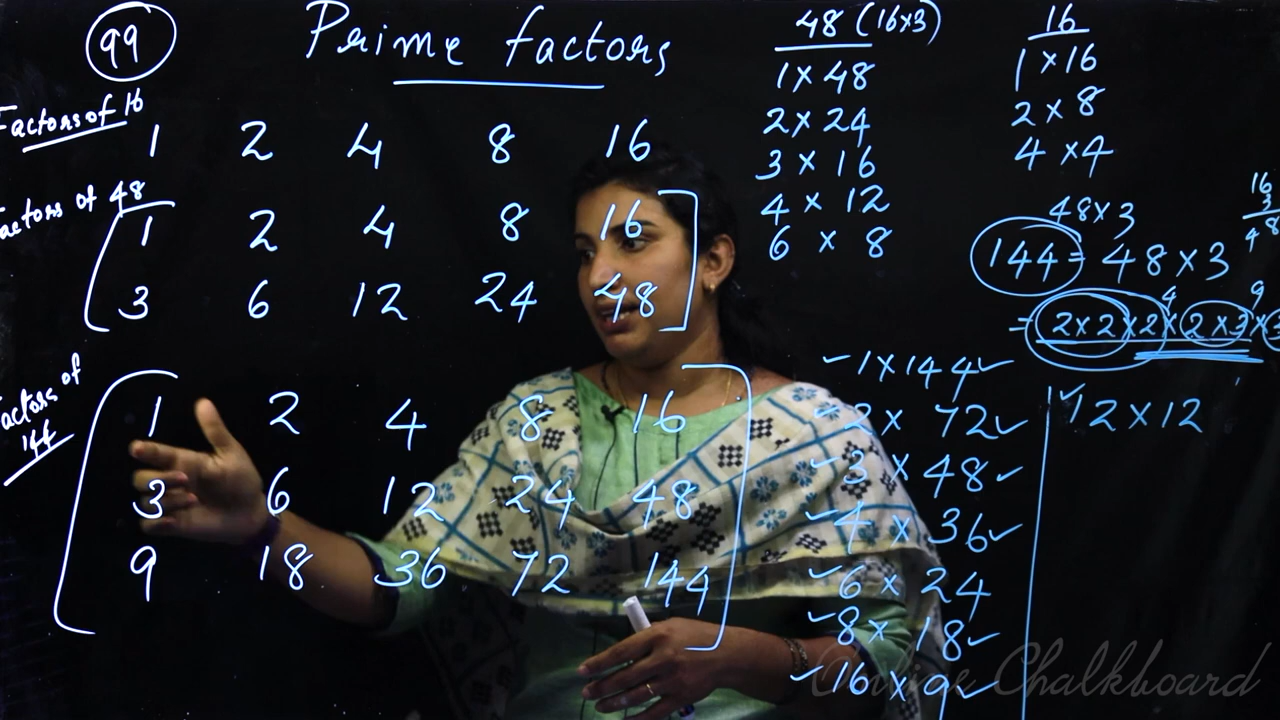 99
Prime factors
Factors of 16
1 2 4 8 16
Factors of 48
1 2 4 8 16
3 6 12 24 48
Factors of 144
1 2 4 8 16
3 6 12 24 48
9 18 36 72 144
48 (16×3)
1 × 48
2 × 24
3 × 16
4 × 12
6 × 8
16
1 × 16
2 × 8
4 × 4
16
3
48
48×3
144 = 48 × 3
4 9
= 2×2×2×2×3×
✓1×144✓
2× 72✓
✓3 × 48✓
✓4 × 36✓
✓6 × 24
✓8 × 18✓
✓16 × 9✓
✓12 × 12
Online Chalkboard